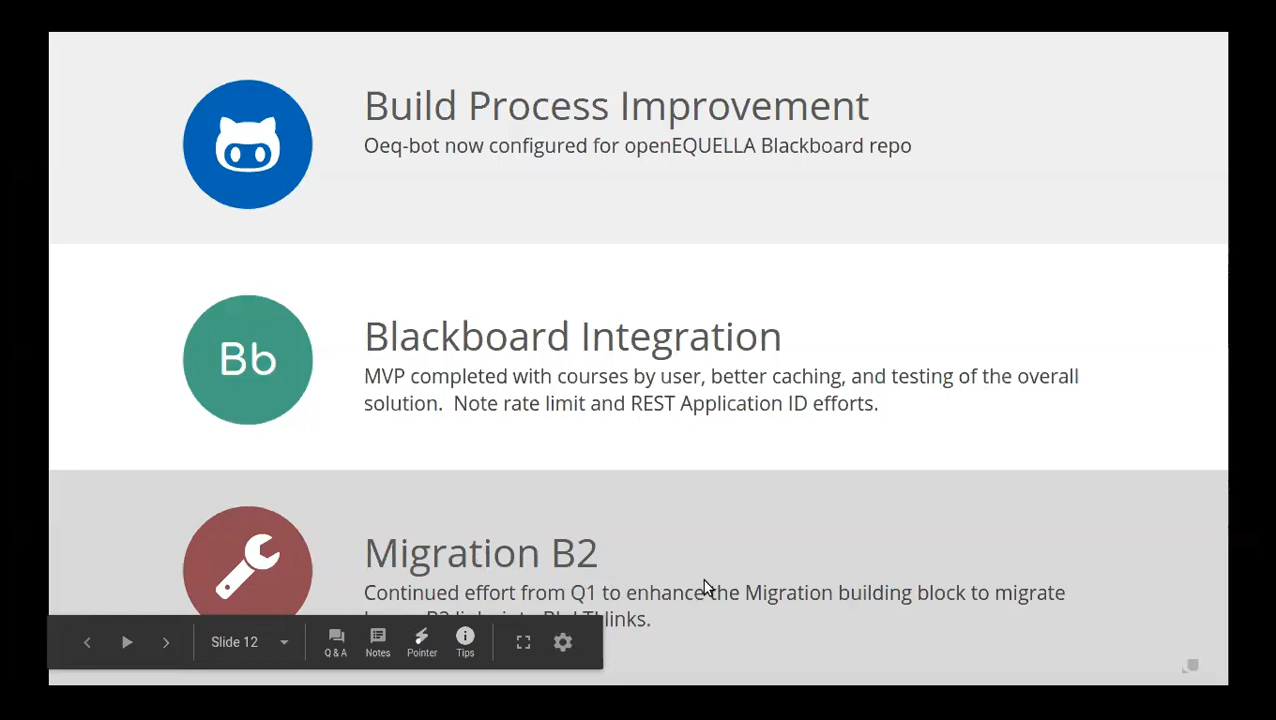 Build Process Improvement
Oeq-bot now configured for openEQUELLA Blackboard repo
Bb
Blackboard Integration
MVP completed with courses by user, better caching, and testing of the overall
solution. Note rate limit and REST Application ID efforts.
Migration B2
Continued effort from Q1 to enhance the Migration building block to migrate
links.
Slide 12
Q & A
Notes
Pointer
Tips